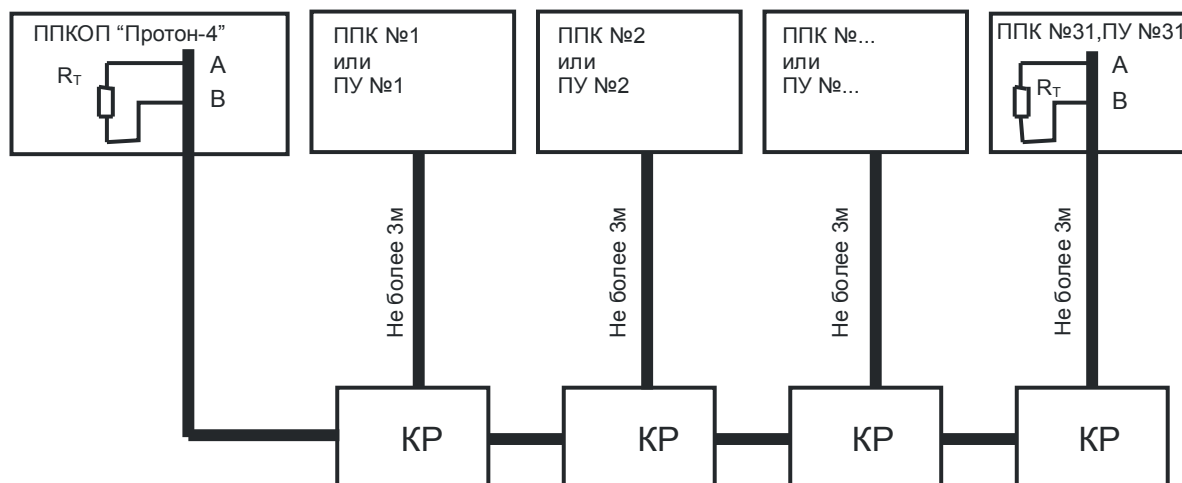 ППКОП “Протон-4”
RТ
А
В
ППК №1
или
ПУ №1
ППК №2
или
ПУ №2
ППК №...
или
ПУ №...
ППК №31,ПУ №31
RТ
А
В
Не более 3м
Не более 3м
Не более 3м
Не более 3м
КР
КР
КР
КР